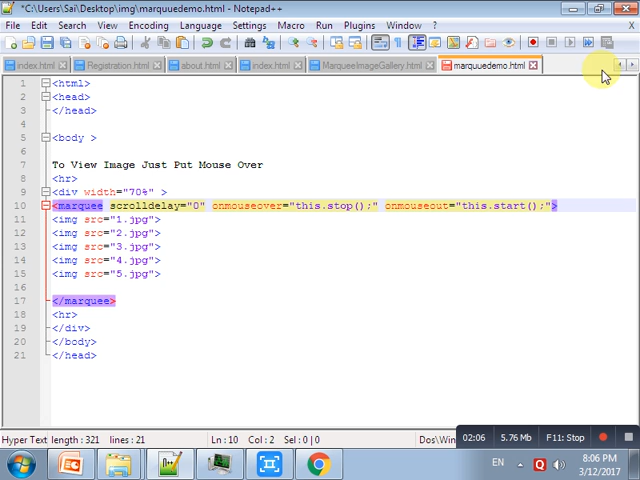 *C:\Users\Sai\Desktop\img\marquuedemo.html - Notepad++
File Edit Search View Encoding Language Settings Macro Run Plugins Window ? X
index.html Registration.html about.html index.html MarqueeImageGallery.html marquuedemo.html
1 <html>
2 <head>
3 </head>
4
5 <body >
6
7 To View Image Just Put Mouse Over
8 <hr>
9 <div width="70%" >
10 <marquee scrolldelay="0" onmouseover="this.stop();" onmouseout="this.start();">
11 <img src="1.jpg">
12 <img src="2.jpg">
13 <img src="3.jpg">
14 <img src="4.jpg">
15 <img src="5.jpg">
16
17 </marquee>
18 <hr>
19 </div>
20 </body>
21 </head>
02:06 5.76 Mb F11: Stop
Hyper Text length : 321 lines : 21 Ln : 10 Col : 2 Sel : 0 | 0 Dos\Win
EN 8:06 PM
3/12/2017